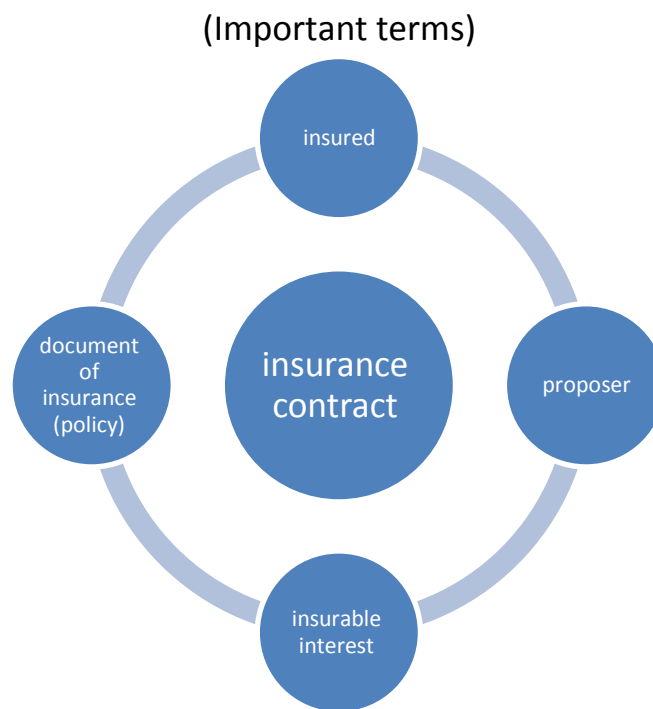 (Important terms)
insured
document
of
insurance
(policy)
insurance
contract
proposer
insurable
interest